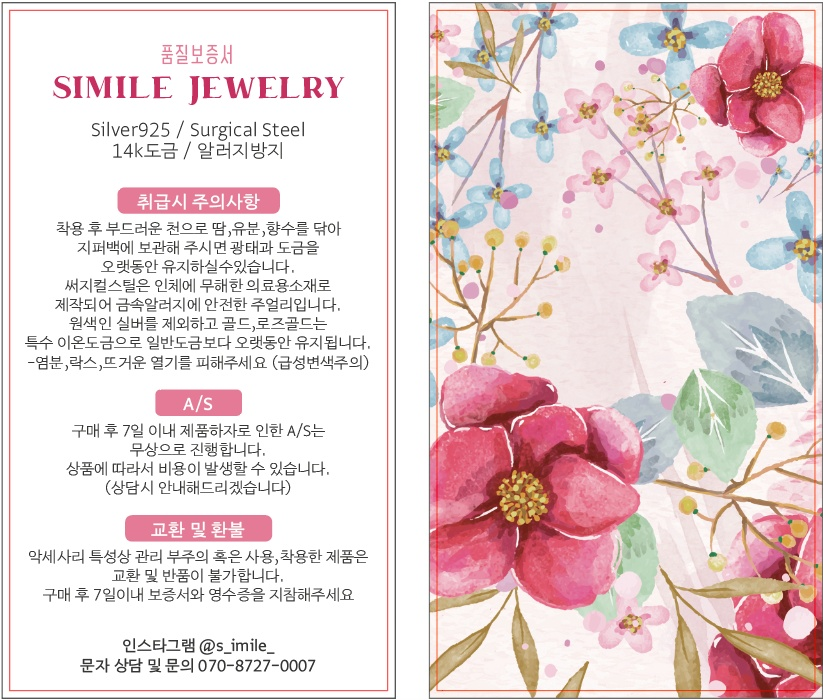 품질보증서
SIMILE JEWELRY
Silver925 / Surgical Steel
14k도금 / 알러지방지
취급시 주의사항
착용 후 부드러운 천으로 땀,유분,향수를 닦아
지퍼백에 보관해 주시면 광태과 도금을
오랫동안 유지하실수있습니다.
써지컬스틸은 인체에 무해한 의료용소재로
제작되어 금속알러지에 안전한 주얼리입니다.
원색인 실버를 제외하고 골드,로즈골드는
특수 이온도금으로 일반도금보다 오랫동안 유지됩니다.
-염분,락스,뜨거운 열기를 피해주세요 (급성변색주의)
A/S
구매 후 7일 이내 제품하자로 인한 A/S는
무상으로 진행합니다.
상품에 따라서 비용이 발생할 수 있습니다.
(상담시 안내해드리겠습니다)
교환 및 환불
악세사리 특성상 관리 부주의 혹은 사용,착용한 제품은
교환 및 반품이 불가합니다.
구매 후 7일이내 보증서와 영수증을 지참해주세요
인스타그램 @s_imile_
문자 상담 및 문의 070-8727-0007